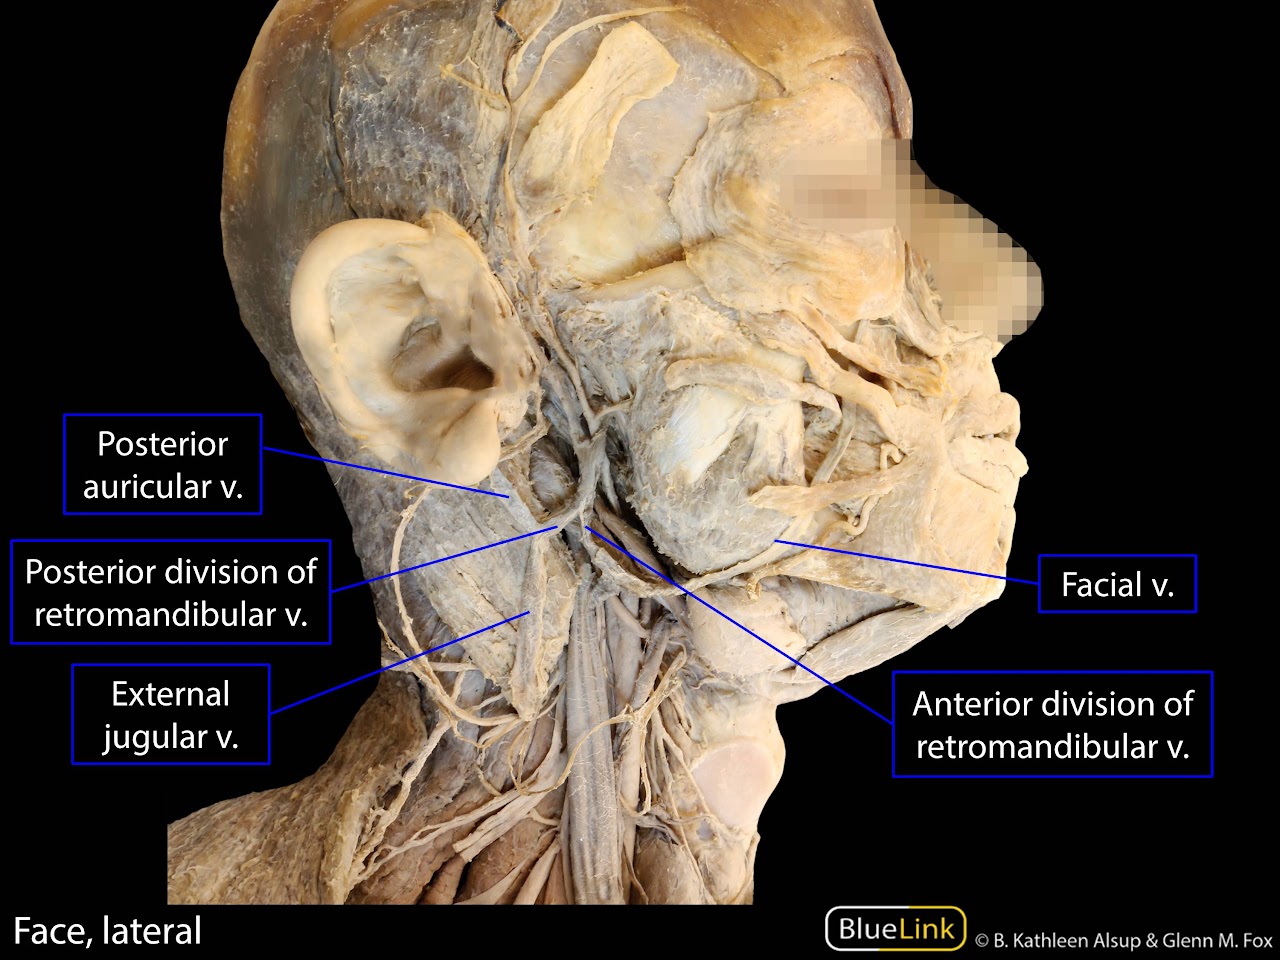 Posterior
auricular v.
Posterior division of
retromandibular v.
External
jugular v.
Facial v.
Anterior division of
retromandibular v.
Face, lateral
BlueLink
© B. Kathleen Alsup & Glenn M. Fox